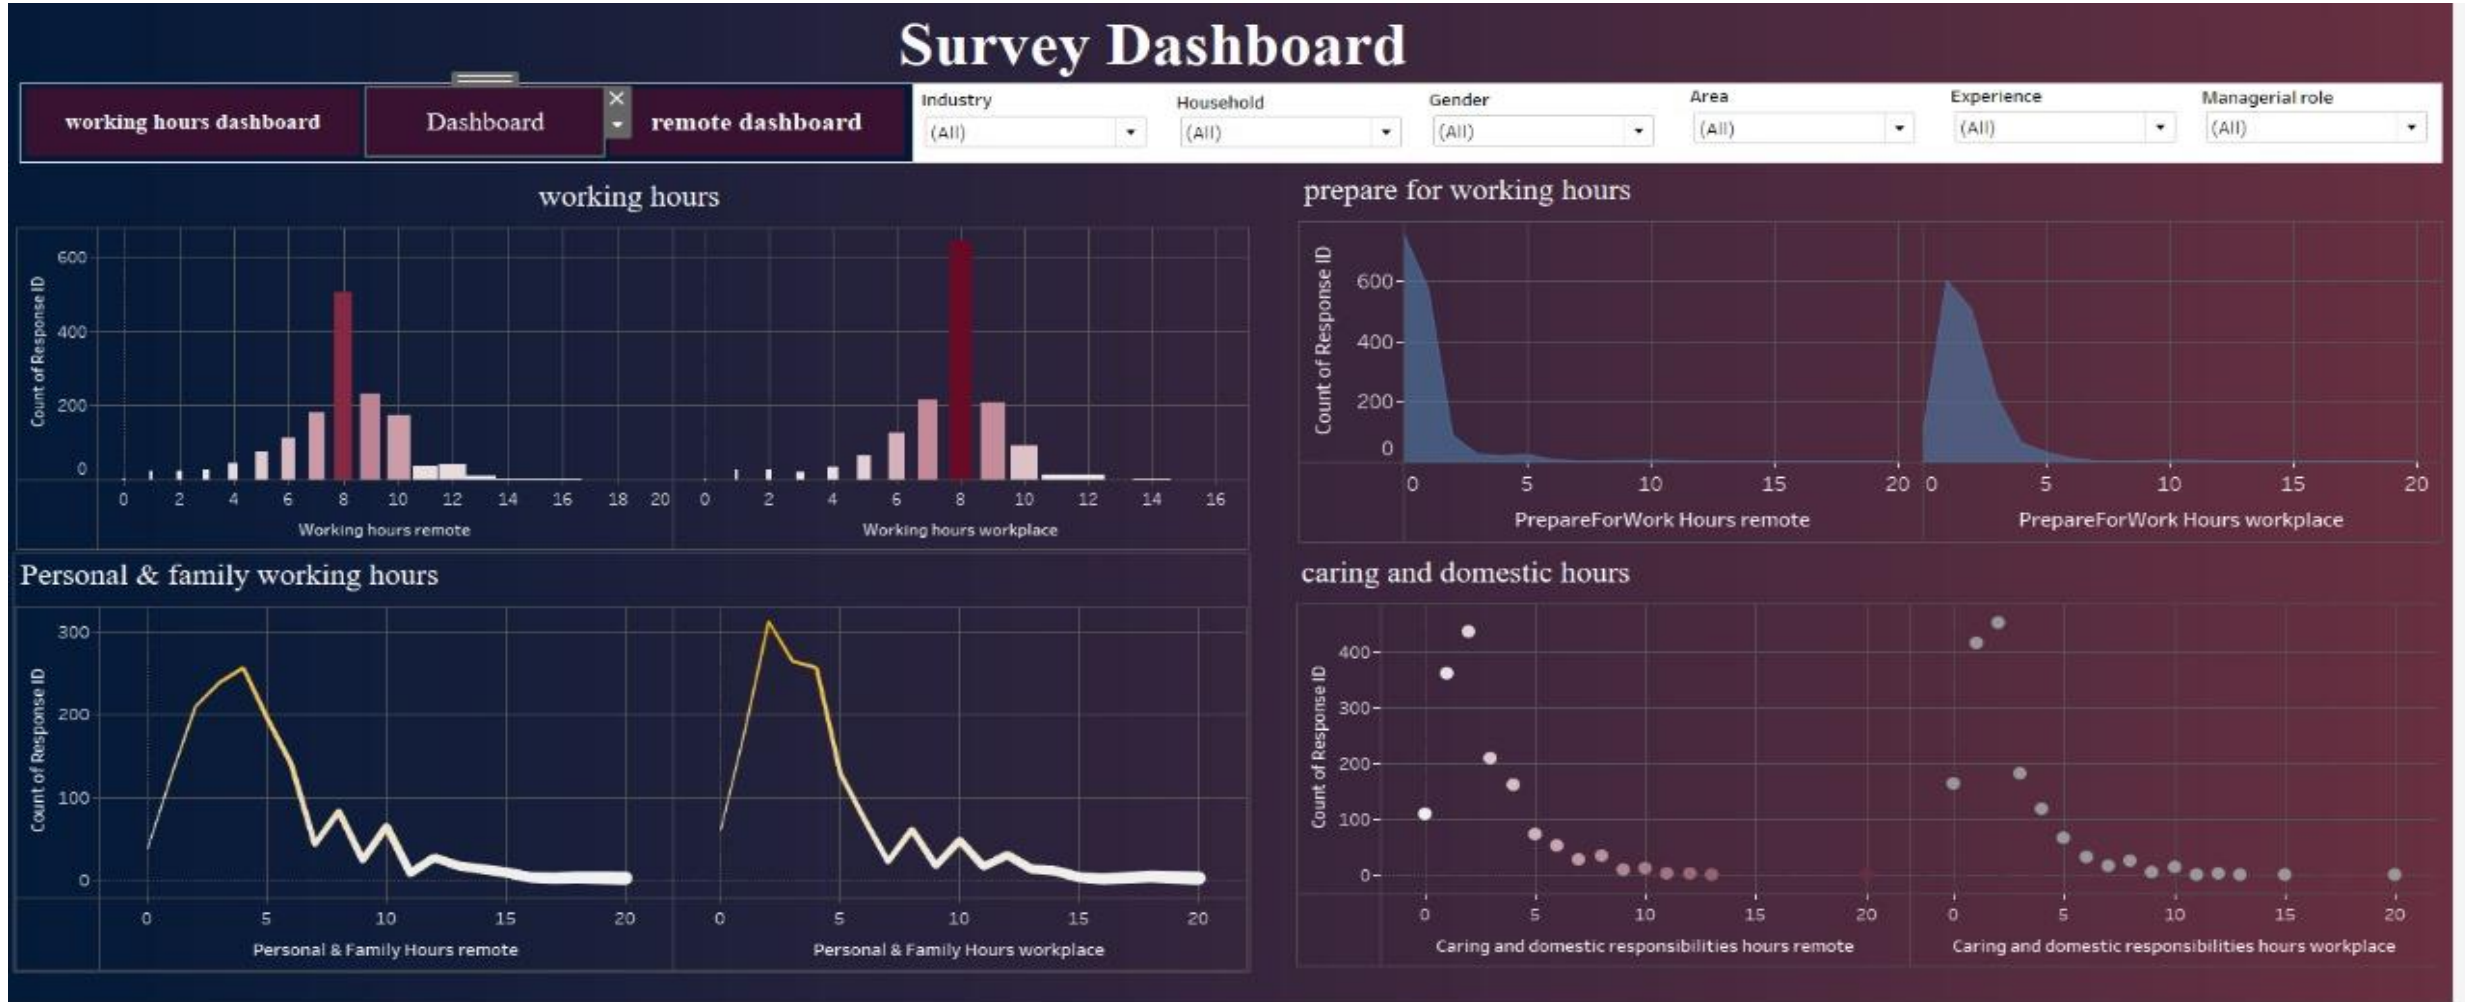 Survey Dashboard
working hours dashboard
Dashboard
remote dashboard
Industry
(All)
Household
(All)
Gender
(All)
Area
(All)
Experience
(All)
Managerial role
(All)
working hours
Count of Response ID
600
400
200
0
0 2 4 6 8 10 12 14 16 18 20
0 2 4 6 8 10 12 14 16
Working hours remote
Working hours workplace
prepare for working hours
Count of Response ID
600
400
200
0
0 5 10 15 20
0 5 10 15 20
PrepareForWork Hours remote
PrepareForWork Hours workplace
Personal & family working hours
Count of Response ID
300
200
100
0
0 5 10 15 20
0 5 10 15 20
Personal & Family Hours remote
Personal & Family Hours workplace
caring and domestic hours
Count of Response ID
400
300
200
100
0
0 5 10 15 20
0 5 10 15 20
Caring and domestic responsibilities hours remote
Caring and domestic responsibilities hours workplace